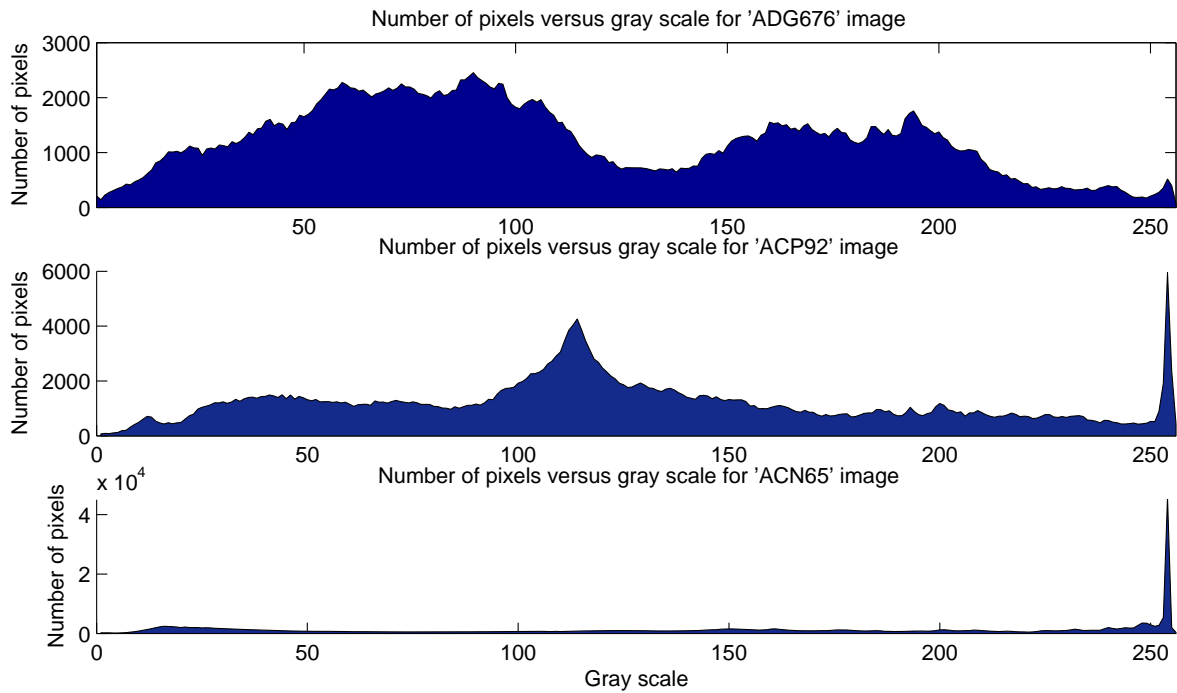 Number of pixels versus gray scale for ’ADG676’ image
Number of pixels
3000
2000
1000
0
50 100 150 200 250
Number of pixels versus gray scale for ’ACP92’ image
Number of pixels
6000
4000
2000
0
0 50 100 150 200 250
Number of pixels versus gray scale for ’ACN65’ image
x 10^4
Number of pixels
4
2
0
0 50 100 150 200 250
Gray scale